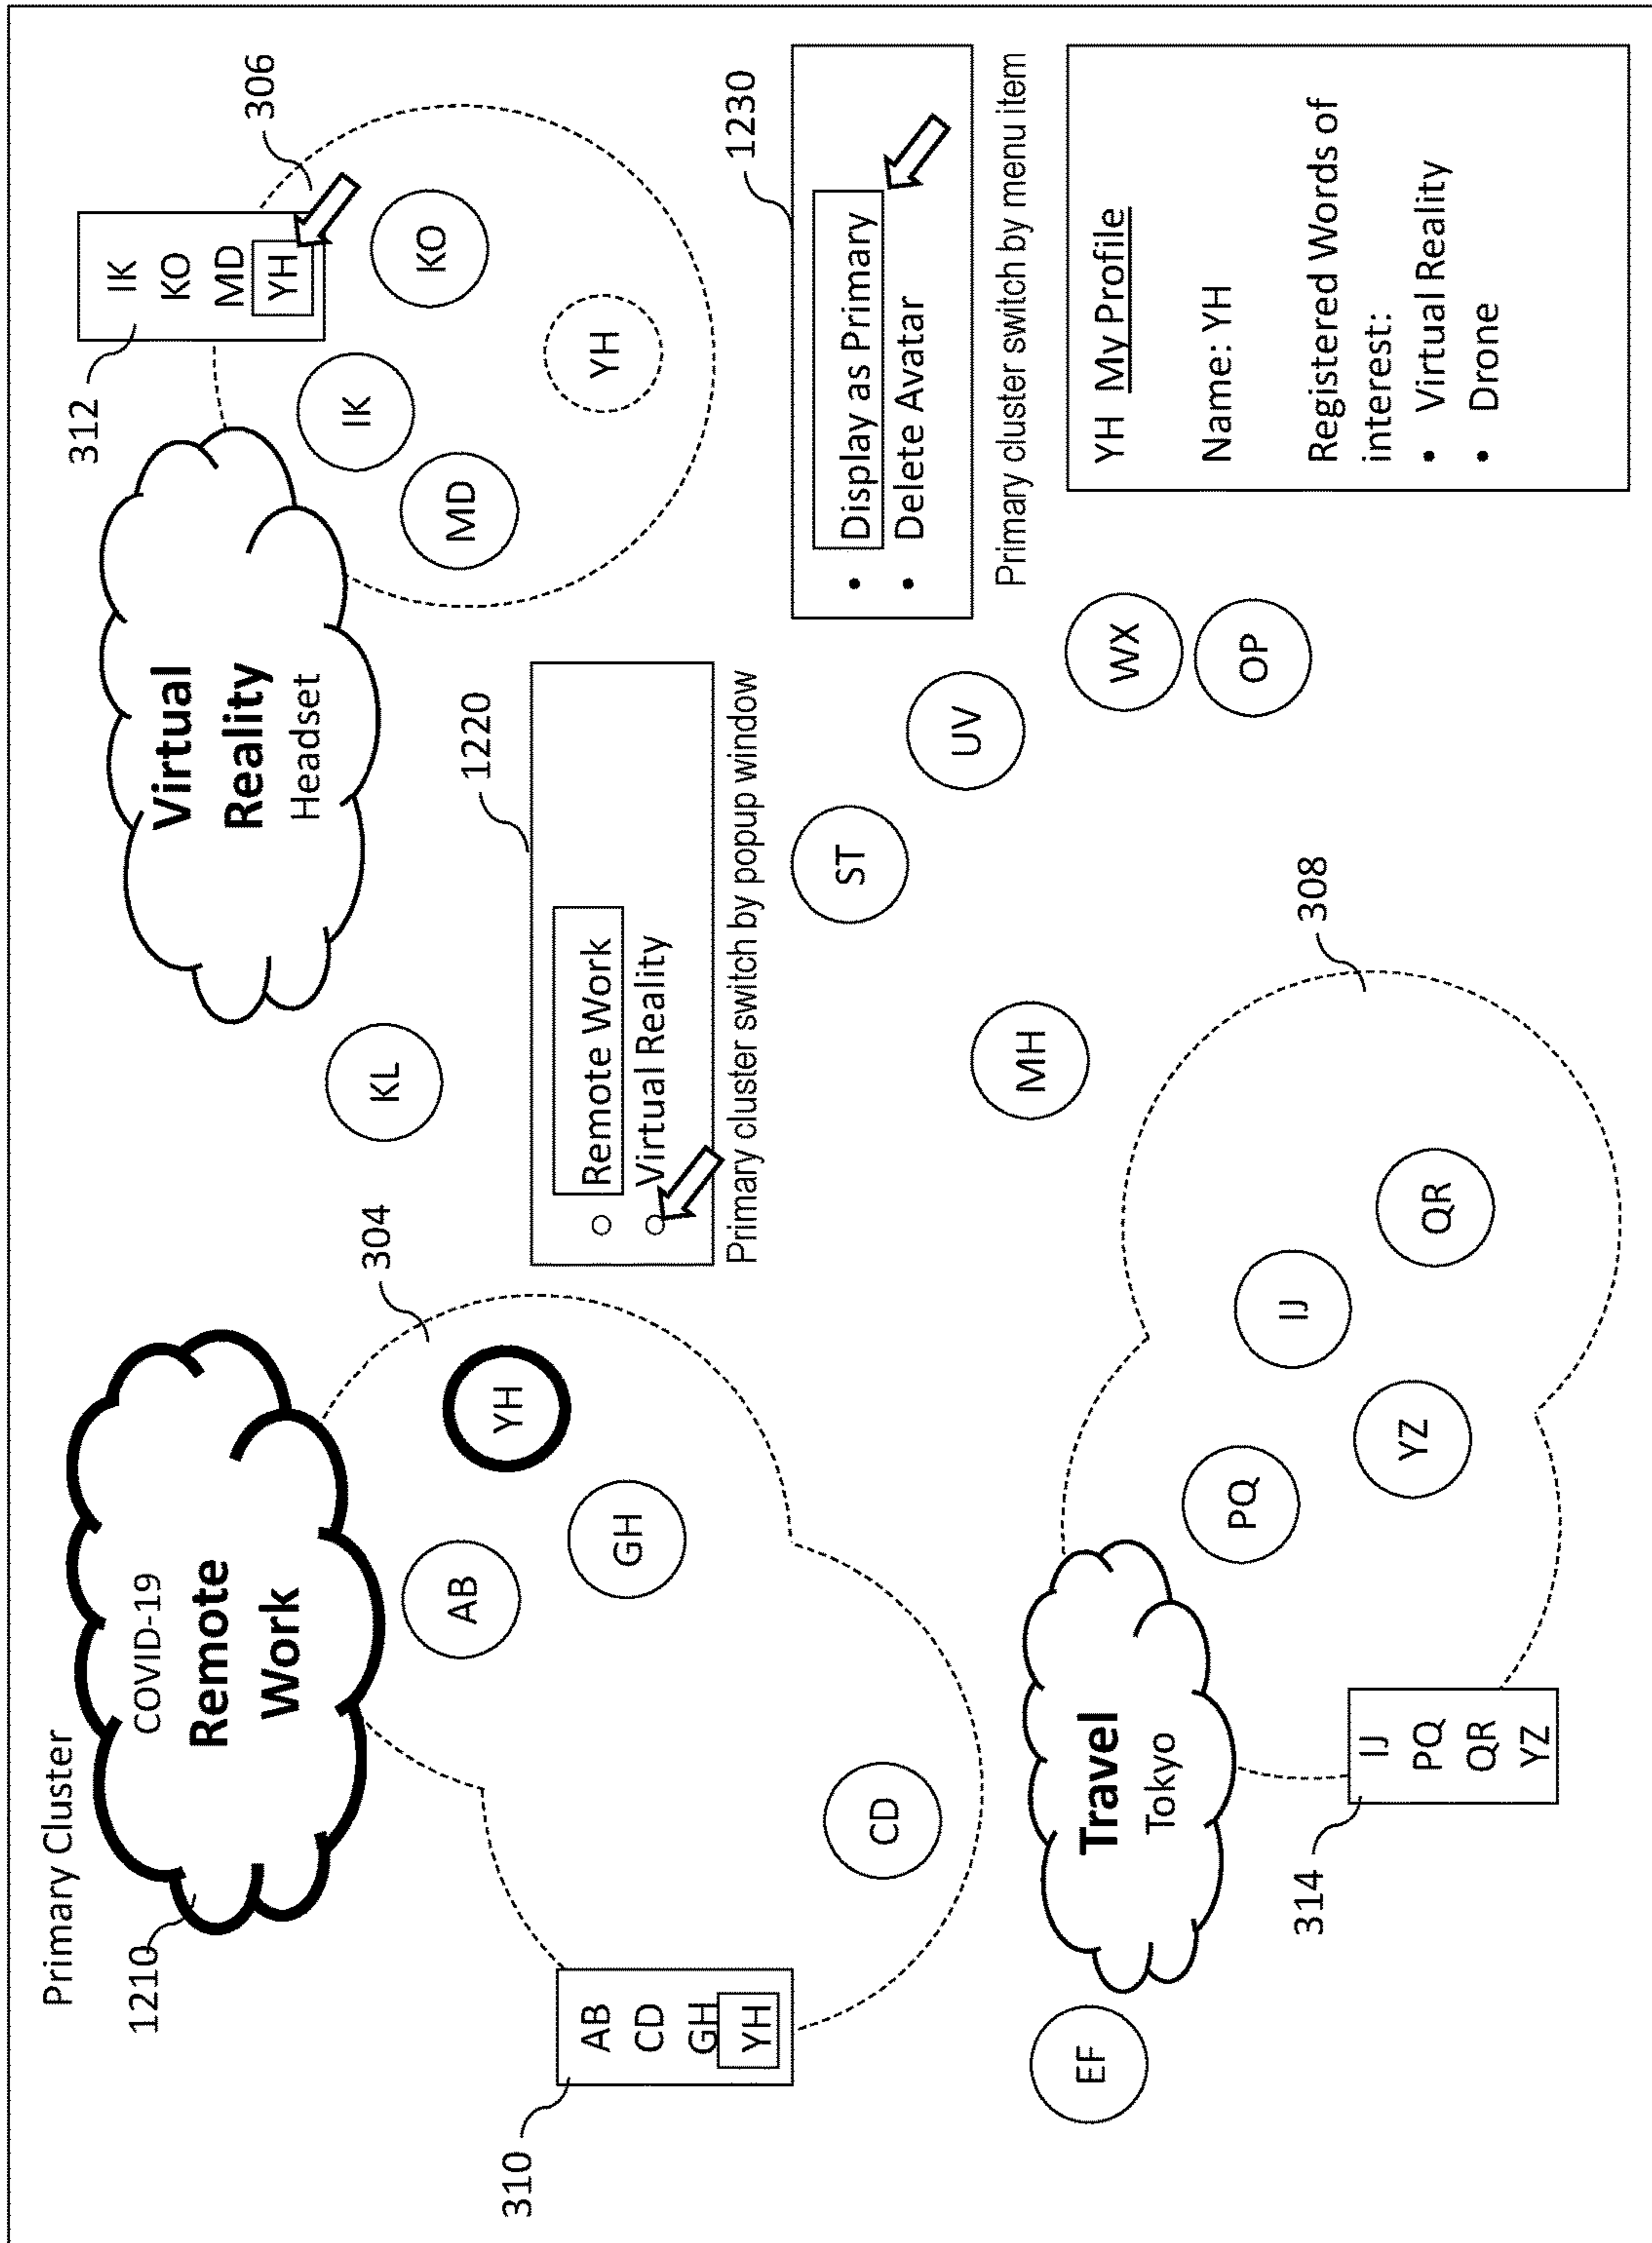 Primary Cluster
1210
COVID-19
Remote
Work
304
AB
YH
GH
CD
310
AB
CD
GH
YH
KL
Virtual
Reality
Headset
312
IK
KO
MD
YH
306
IK
MD
KO
YH
1220
Remote Work
Virtual Reality
Primary cluster switch by popup window
1230
• Display as Primary
• Delete Avatar
Primary cluster switch by menu item
ST
UV
MH
WX
OP
EF
Travel
Tokyo
314
IJ
PQ
QR
YZ
308
PQ
IJ
YZ
QR
YH My Profile
Name: YH
Registered Words of
interest:
• Virtual Reality
• Drone